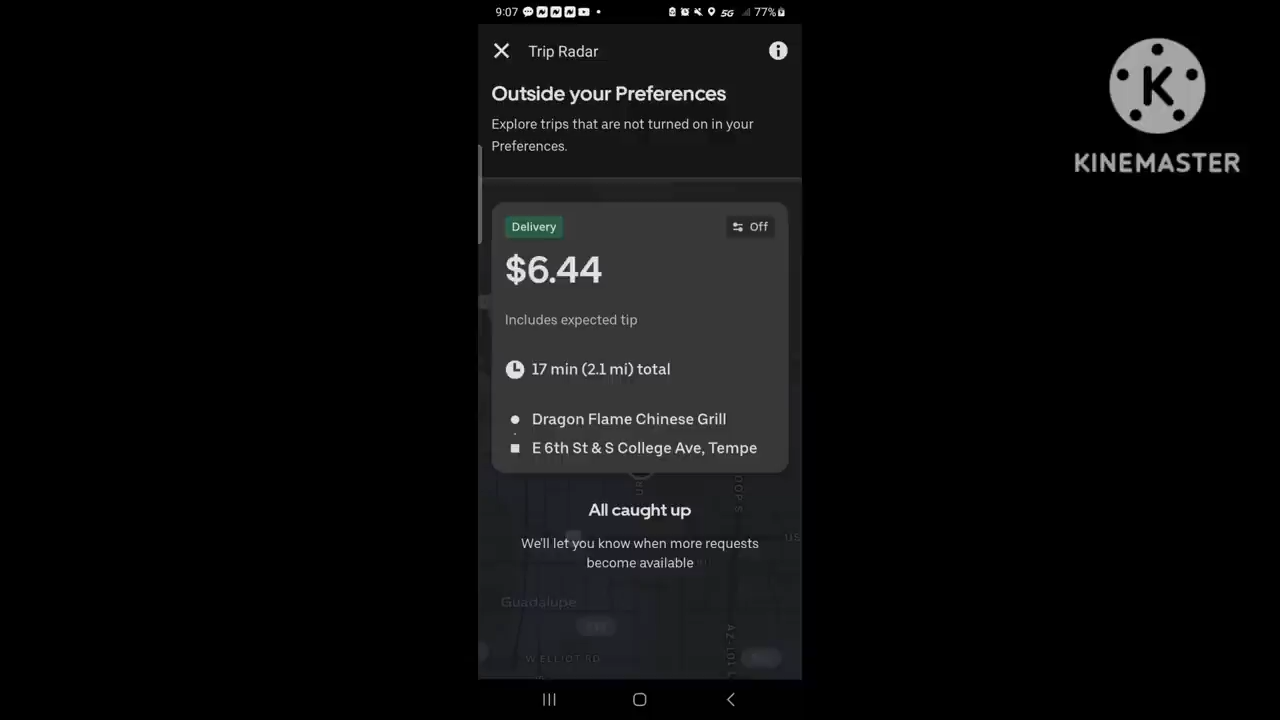 9:07
5G
77%
Trip Radar
Outside your Preferences
Explore trips that are not turned on in your
Preferences.
K
KINEMASTER
Delivery
Off
$6.44
Includes expected tip
17 min (2.1 mi) total
Dragon Flame Chinese Grill
E 6th St & S College Ave, Tempe
All caught up
We'll let you know when more requests
become available
US
Guadalupe
W ELLIOT RD